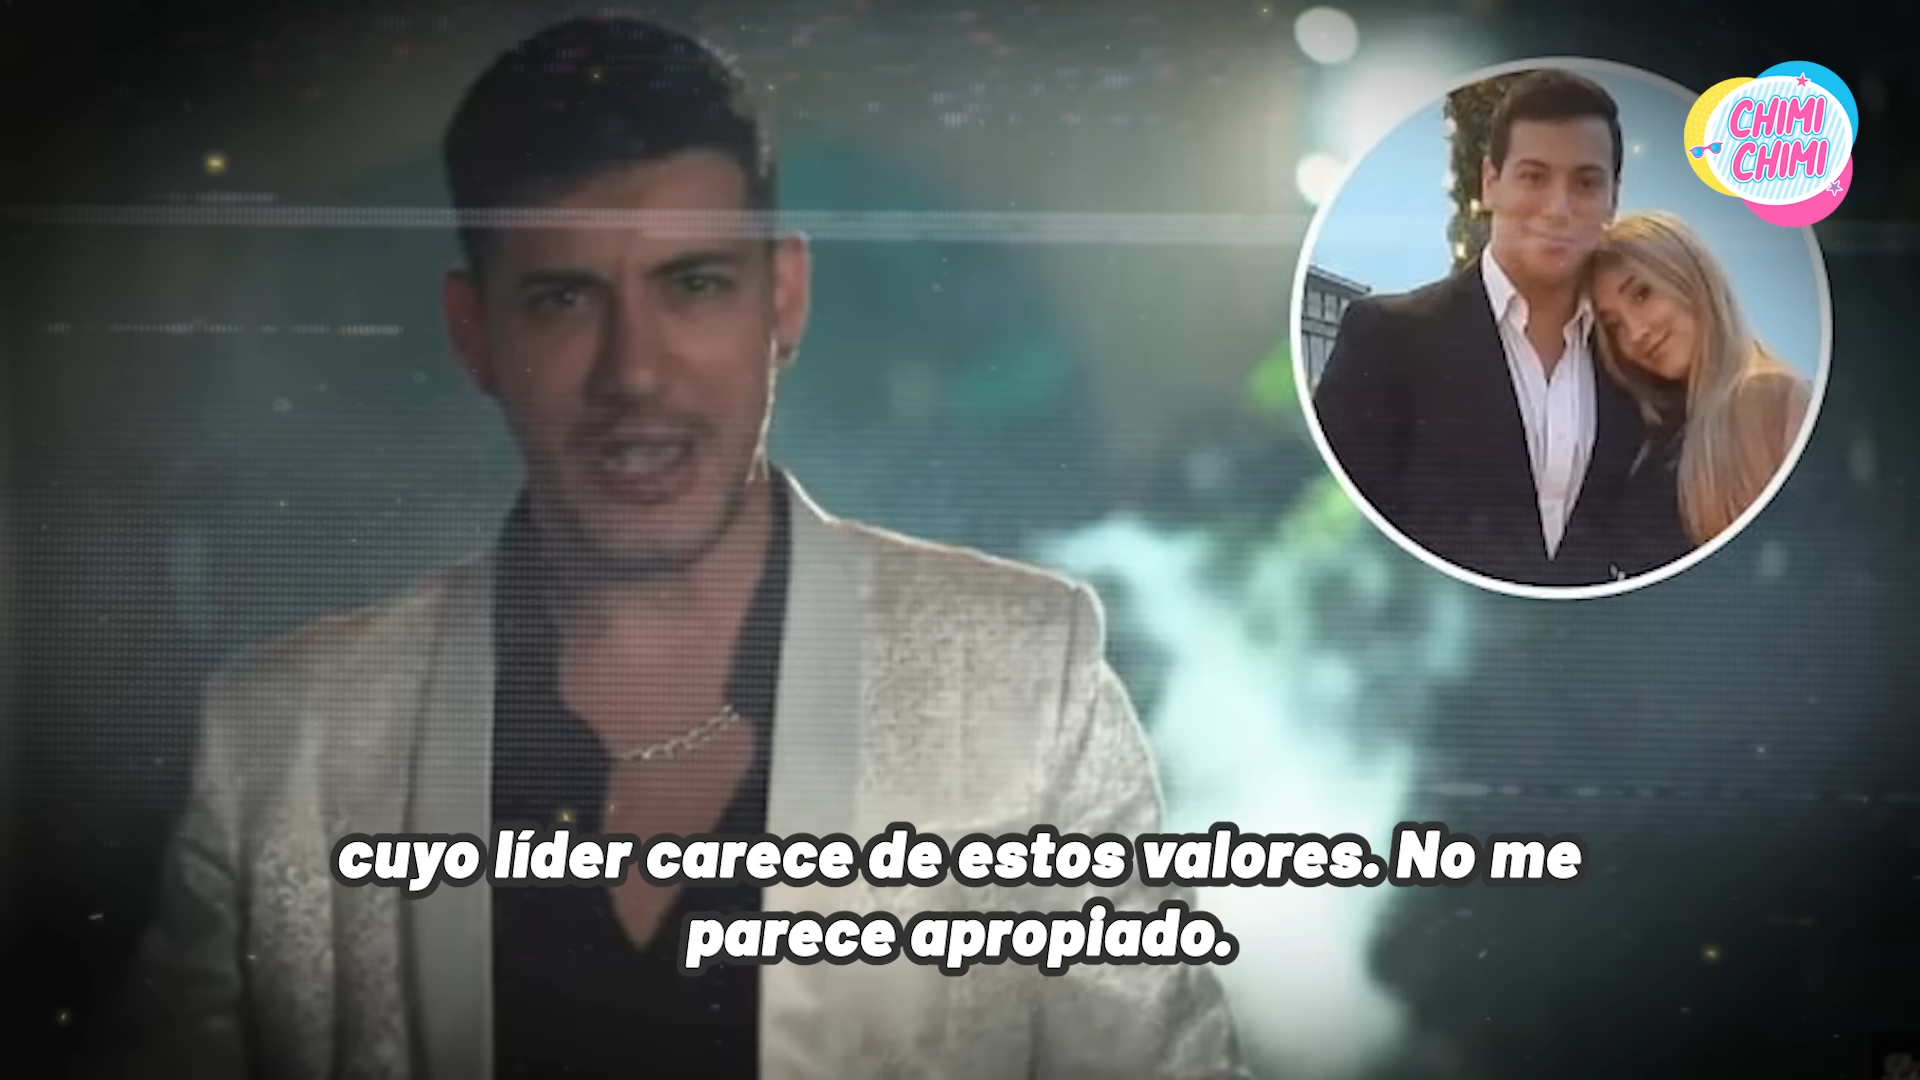 CHIMI
CHIMI
cuyo líder carece de estos valores. No me
parece apropiado.